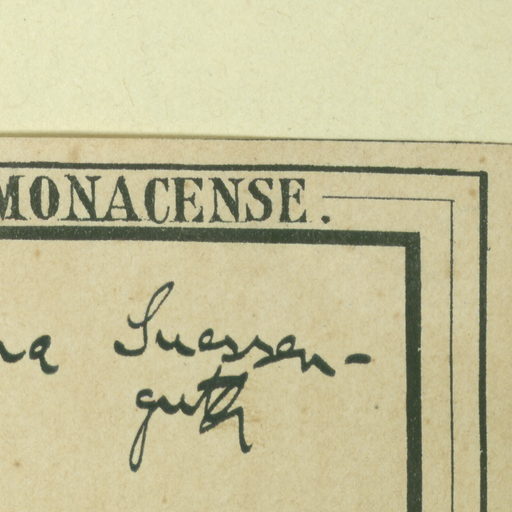 MONACENSE.
na Suessen-
guth